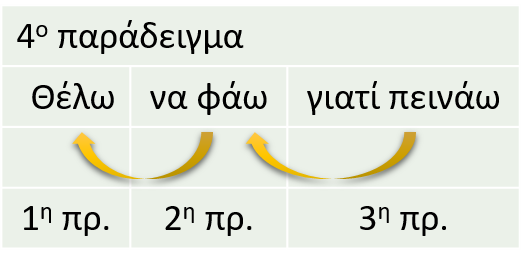 4ο παράδειγμα
Θέλω να φάω γιατί πεινάω
1η πρ. 2η πρ. 3η πρ.